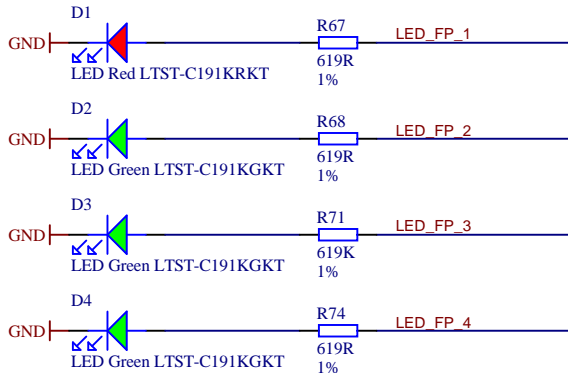 D1
R67
LED_FP_1
GND
619R
LED Red LTST-C191KRKT
1%
D2
R68
LED_FP_2
GND
619R
LED Green LTST-C191KGKT
1%
D3
R71
LED_FP_3
GND
619K
LED Green LTST-C191KGKT
1%
D4
R74
LED_FP_4
GND
619R
LED Green LTST-C191KGKT
1%